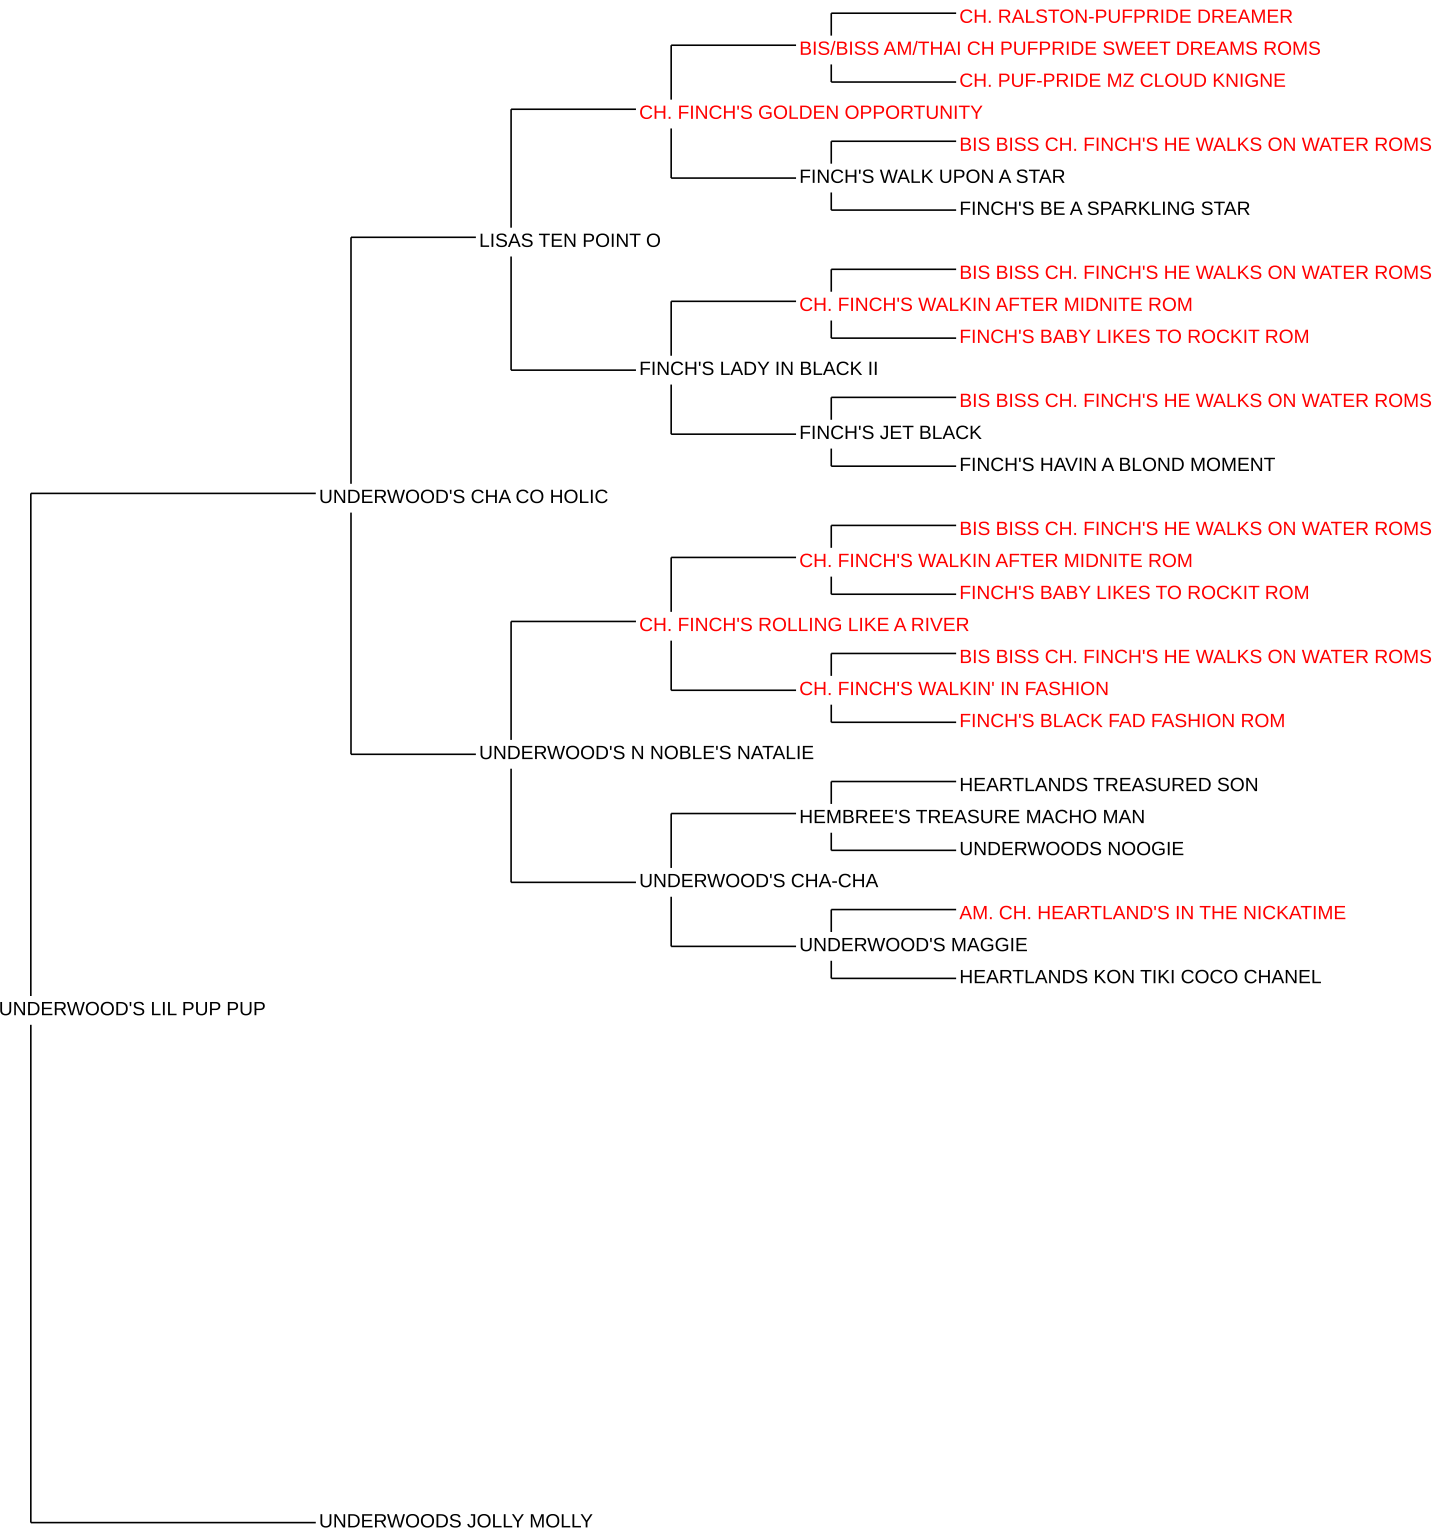 CH. RALSTON-PUFPRIDE DREAMER
BIS/BISS AM/THAI CH PUFPRIDE SWEET DREAMS ROMS
CH. PUF-PRIDE MZ CLOUD KNIGNE
CH. FINCH'S GOLDEN OPPORTUNITY
BIS BISS CH. FINCH'S HE WALKS ON WATER ROMS
FINCH'S WALK UPON A STAR
FINCH'S BE A SPARKLING STAR
LISAS TEN POINT O
BIS BISS CH. FINCH'S HE WALKS ON WATER ROMS
CH. FINCH'S WALKIN AFTER MIDNITE ROM
FINCH'S BABY LIKES TO ROCKIT ROM
FINCH'S LADY IN BLACK II
BIS BISS CH. FINCH'S HE WALKS ON WATER ROMS
FINCH'S JET BLACK
FINCH'S HAVIN A BLOND MOMENT
UNDERWOOD'S CHA CO HOLIC
BIS BISS CH. FINCH'S HE WALKS ON WATER ROMS
CH. FINCH'S WALKIN AFTER MIDNITE ROM
FINCH'S BABY LIKES TO ROCKIT ROM
CH. FINCH'S ROLLING LIKE A RIVER
BIS BISS CH. FINCH'S HE WALKS ON WATER ROMS
CH. FINCH'S WALKIN' IN FASHION
FINCH'S BLACK FAD FASHION ROM
UNDERWOOD'S N NOBLE'S NATALIE
HEARTLANDS TREASURED SON
HEMBREE'S TREASURE MACHO MAN
UNDERWOODS NOOGIE
UNDERWOOD'S CHA-CHA
AM. CH. HEARTLAND'S IN THE NICKATIME
UNDERWOOD'S MAGGIE
HEARTLANDS KON TIKI COCO CHANEL
UNDERWOOD'S LIL PUP PUP
UNDERWOODS JOLLY MOLLY